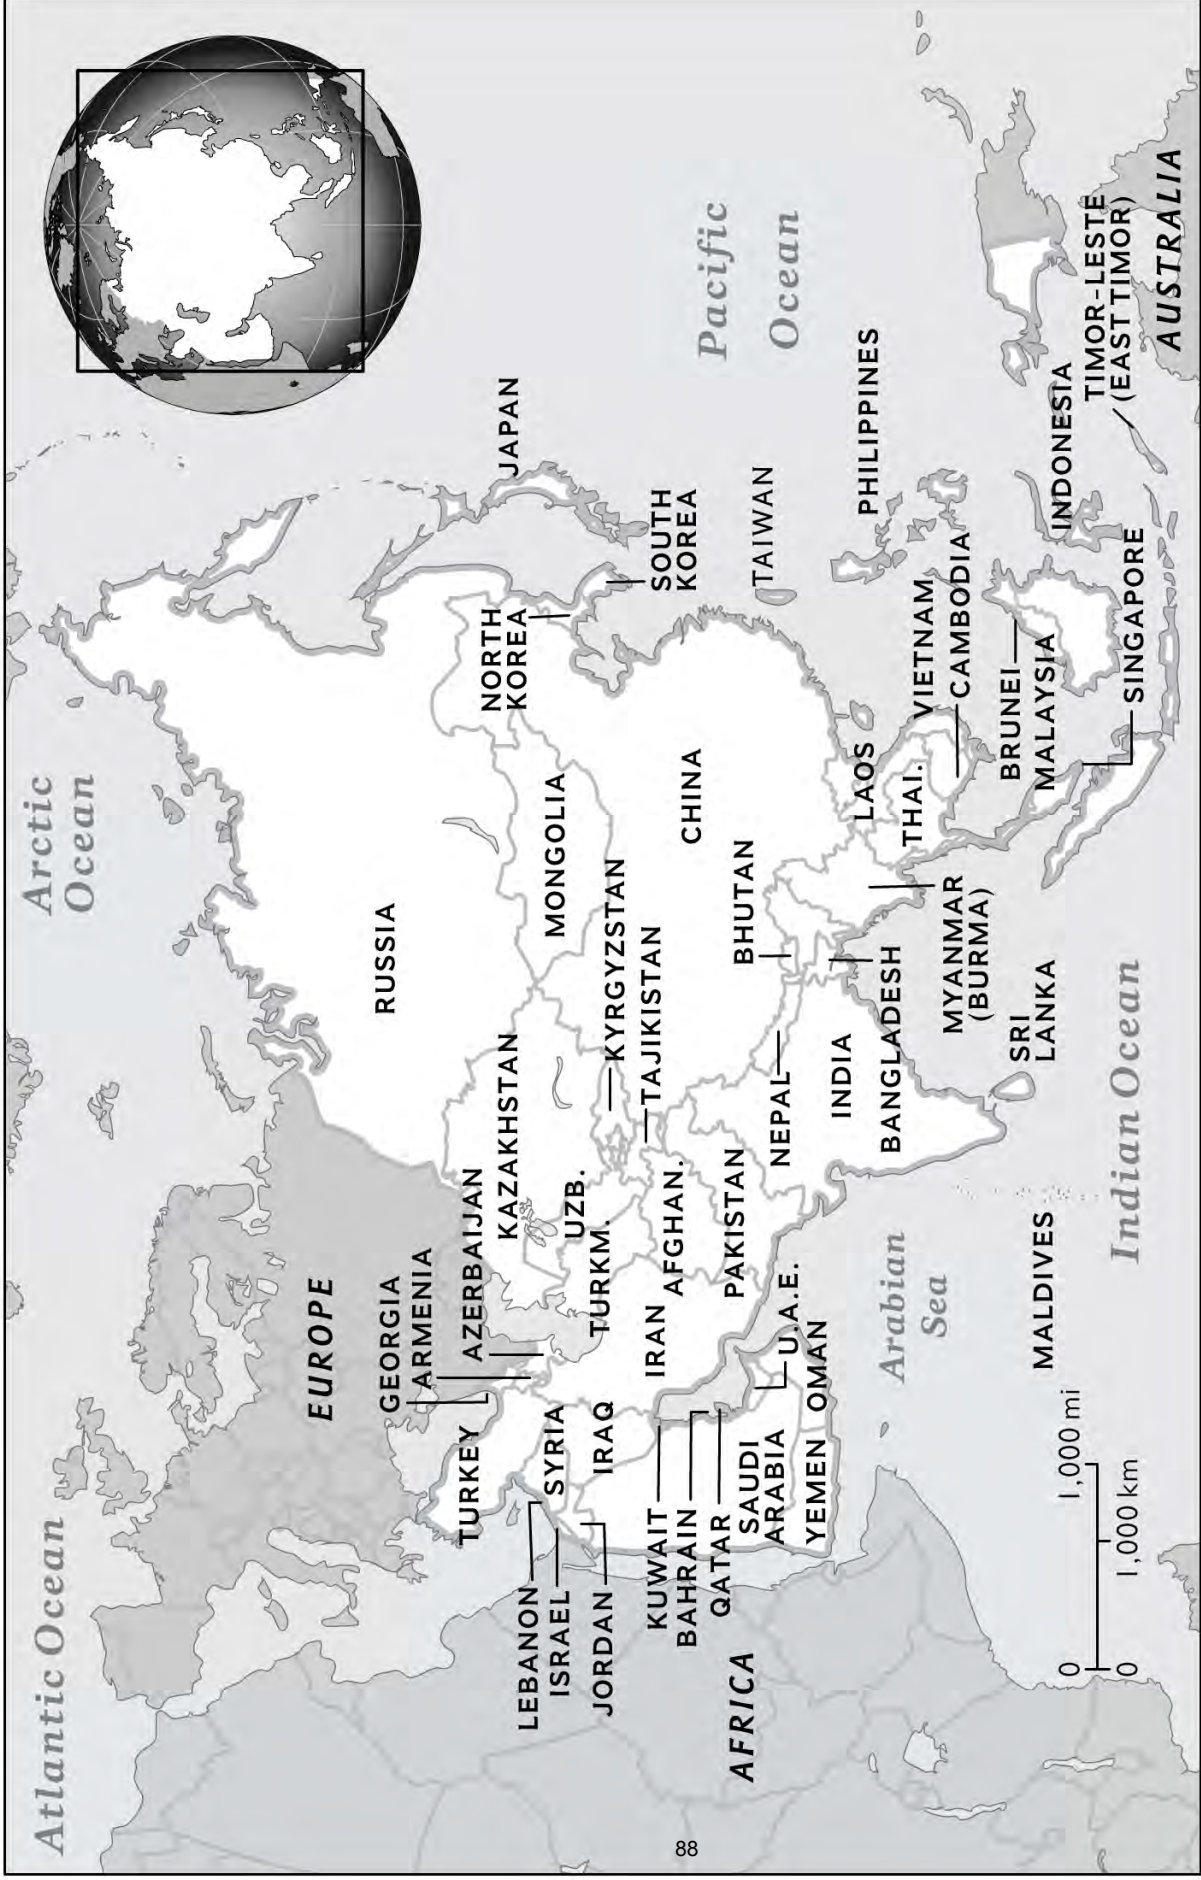 Arctic
Ocean
Atlantic Ocean
EUROPE
RUSSIA
GEORGIA
ARMENIA
AZERBAIJAN
KAZAKHSTAN
TURKEY
NORTH
KOREA
JAPAN
MONGOLIA
UZB.
TURKM.
KYRGYZSTAN
TAJIKISTAN
SOUTH
KOREA
LEBANON
ISRAEL
JORDAN
SYRIA
IRAQ
IRAN
AFGHAN.
CHINA
Pacific
Ocean
KUWAIT
BAHRAIN
QATAR
PAKISTAN
BHUTAN
TAIWAN
AFRICA
SAUDI
ARABIA
U.A.E.
NEPAL
YEMEN
OMAN
INDIA
LAOS
PHILIPPINES
BANGLADESH
THAI.
VIETNAM
CAMBODIA
Arabian
Sea
MYANMAR
(BURMA)
SRI
LANKA
BRUNEI
MALAYSIA
MALDIVES
INDONESIA
TIMOR-LESTE
(EAST TIMOR)
SINGAPORE
Indian Ocean
AUSTRALIA
0
1,000 mi
0
1,000 km
88